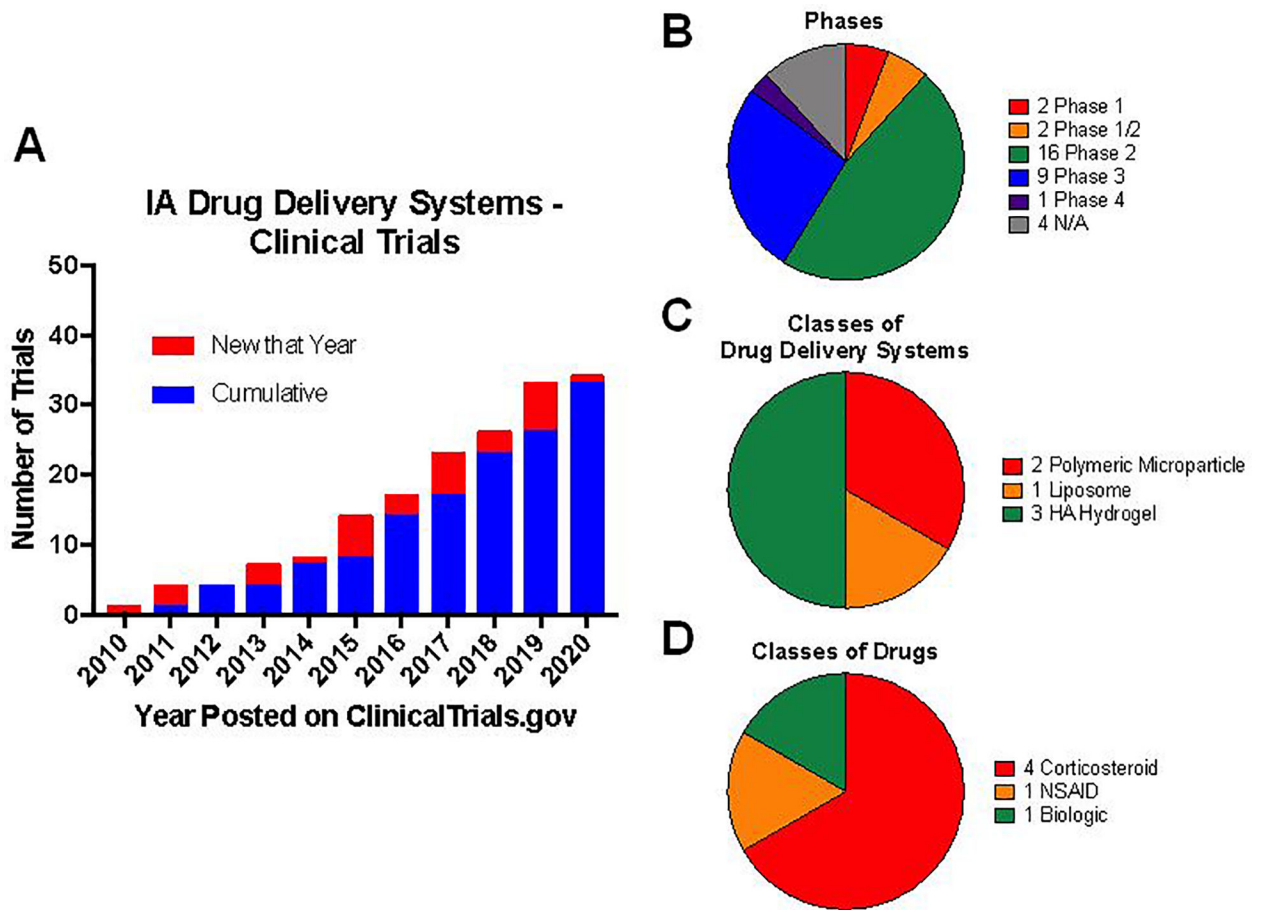 A
IA Drug Delivery Systems -
Clinical Trials
50
40
30
20
10
0
Number of Trials
New that Year
Cumulative
2010
2011
2012
2013
2014
2015
2016
2017
2018
2019
2020
Year Posted on ClinicalTrials.gov
B
Phases
2 Phase 1
2 Phase 1/2
16 Phase 2
9 Phase 3
1 Phase 4
4 N/A
C
Classes of
Drug Delivery Systems
2 Polymeric Microparticle
1 Liposome
3 HA Hydrogel
D
Classes of Drugs
4 Corticosteroid
1 NSAID
1 Biologic